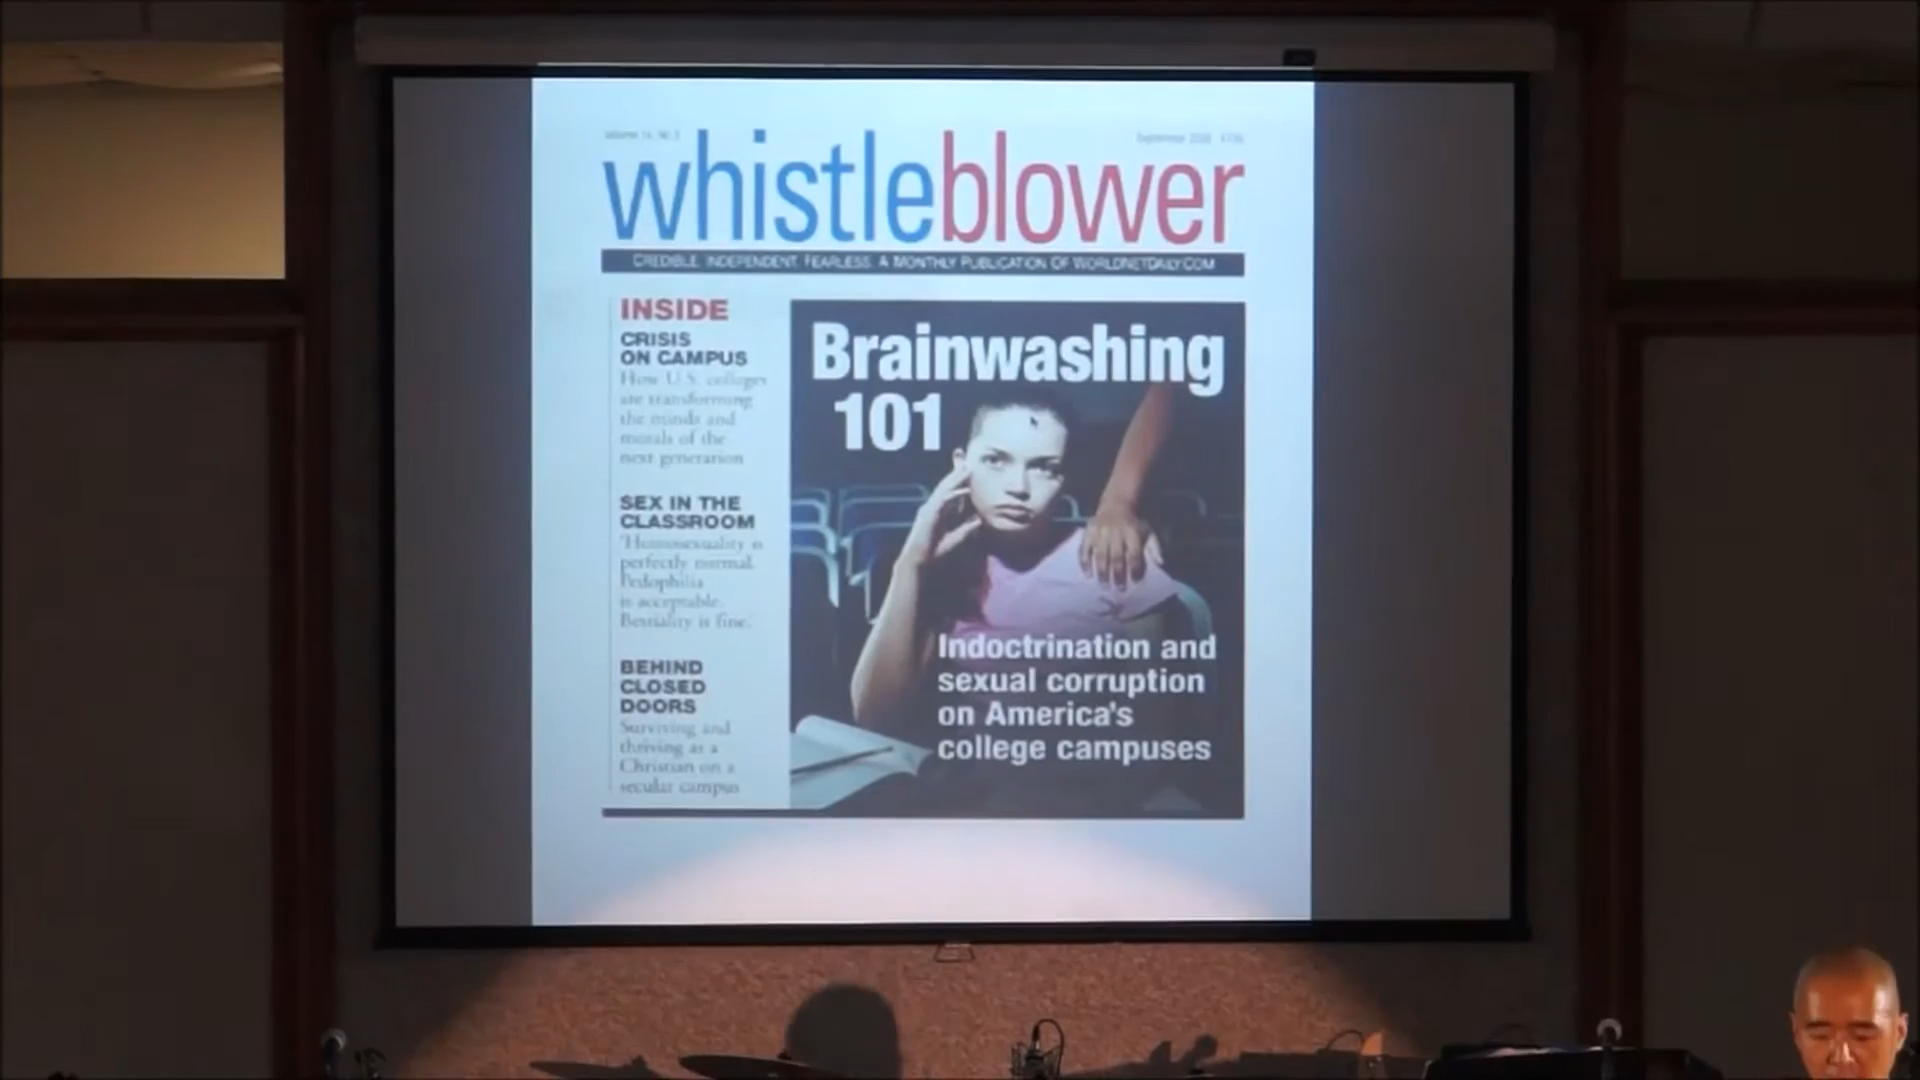 whistleblower
CREDIBLE. INDEPENDENT. FEARLESS. A MONTHLY PUBLICATION OF WORLDNETDAILY.COM
INSIDE
CRISIS
ON CAMPUS
How U.S. colleges
are transforming
the minds and
morals of the
next generation
SEX IN THE
CLASSROOM
'Homosexuality is
perfectly normal.
Pedophilia
is acceptable.
Bestiality is fine.'
BEHIND
CLOSED
DOORS
Surviving and
thriving as a
Christian on a
secular campus
Brainwashing
101
Indoctrination and
sexual corruption
on America's
college campuses